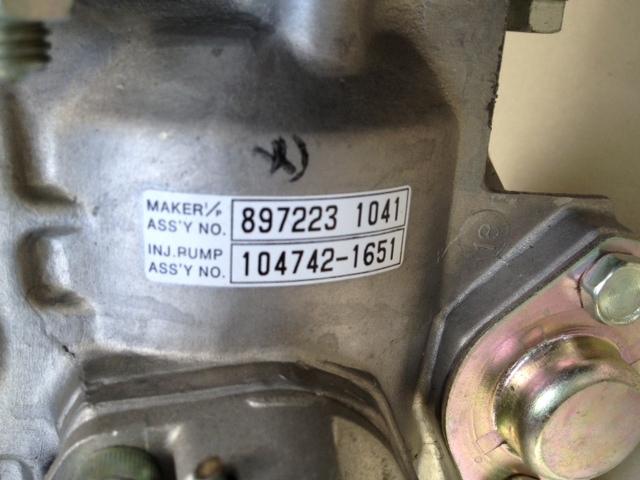 MAKER I/P
ASS'Y NO. 897223 1041
INJ.PUMP
ASS'Y NO. 104742-1651